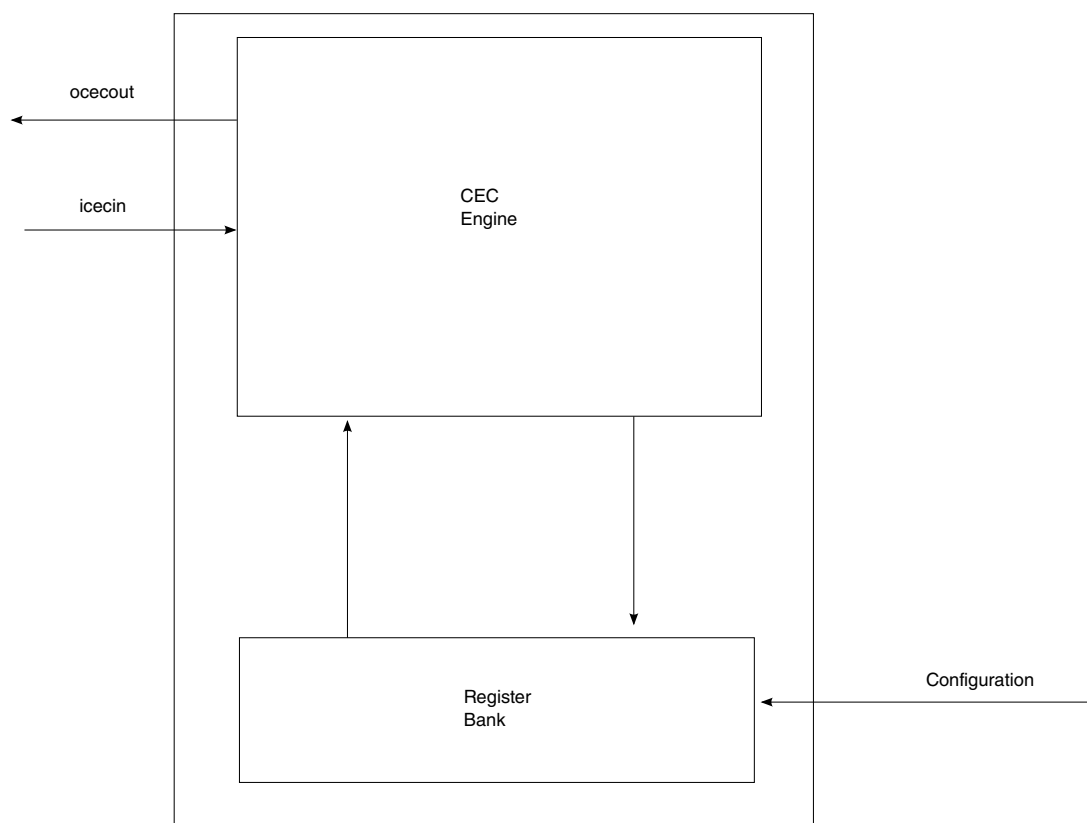 ocecout
icecin
CEC
Engine
Register
Bank
Configuration